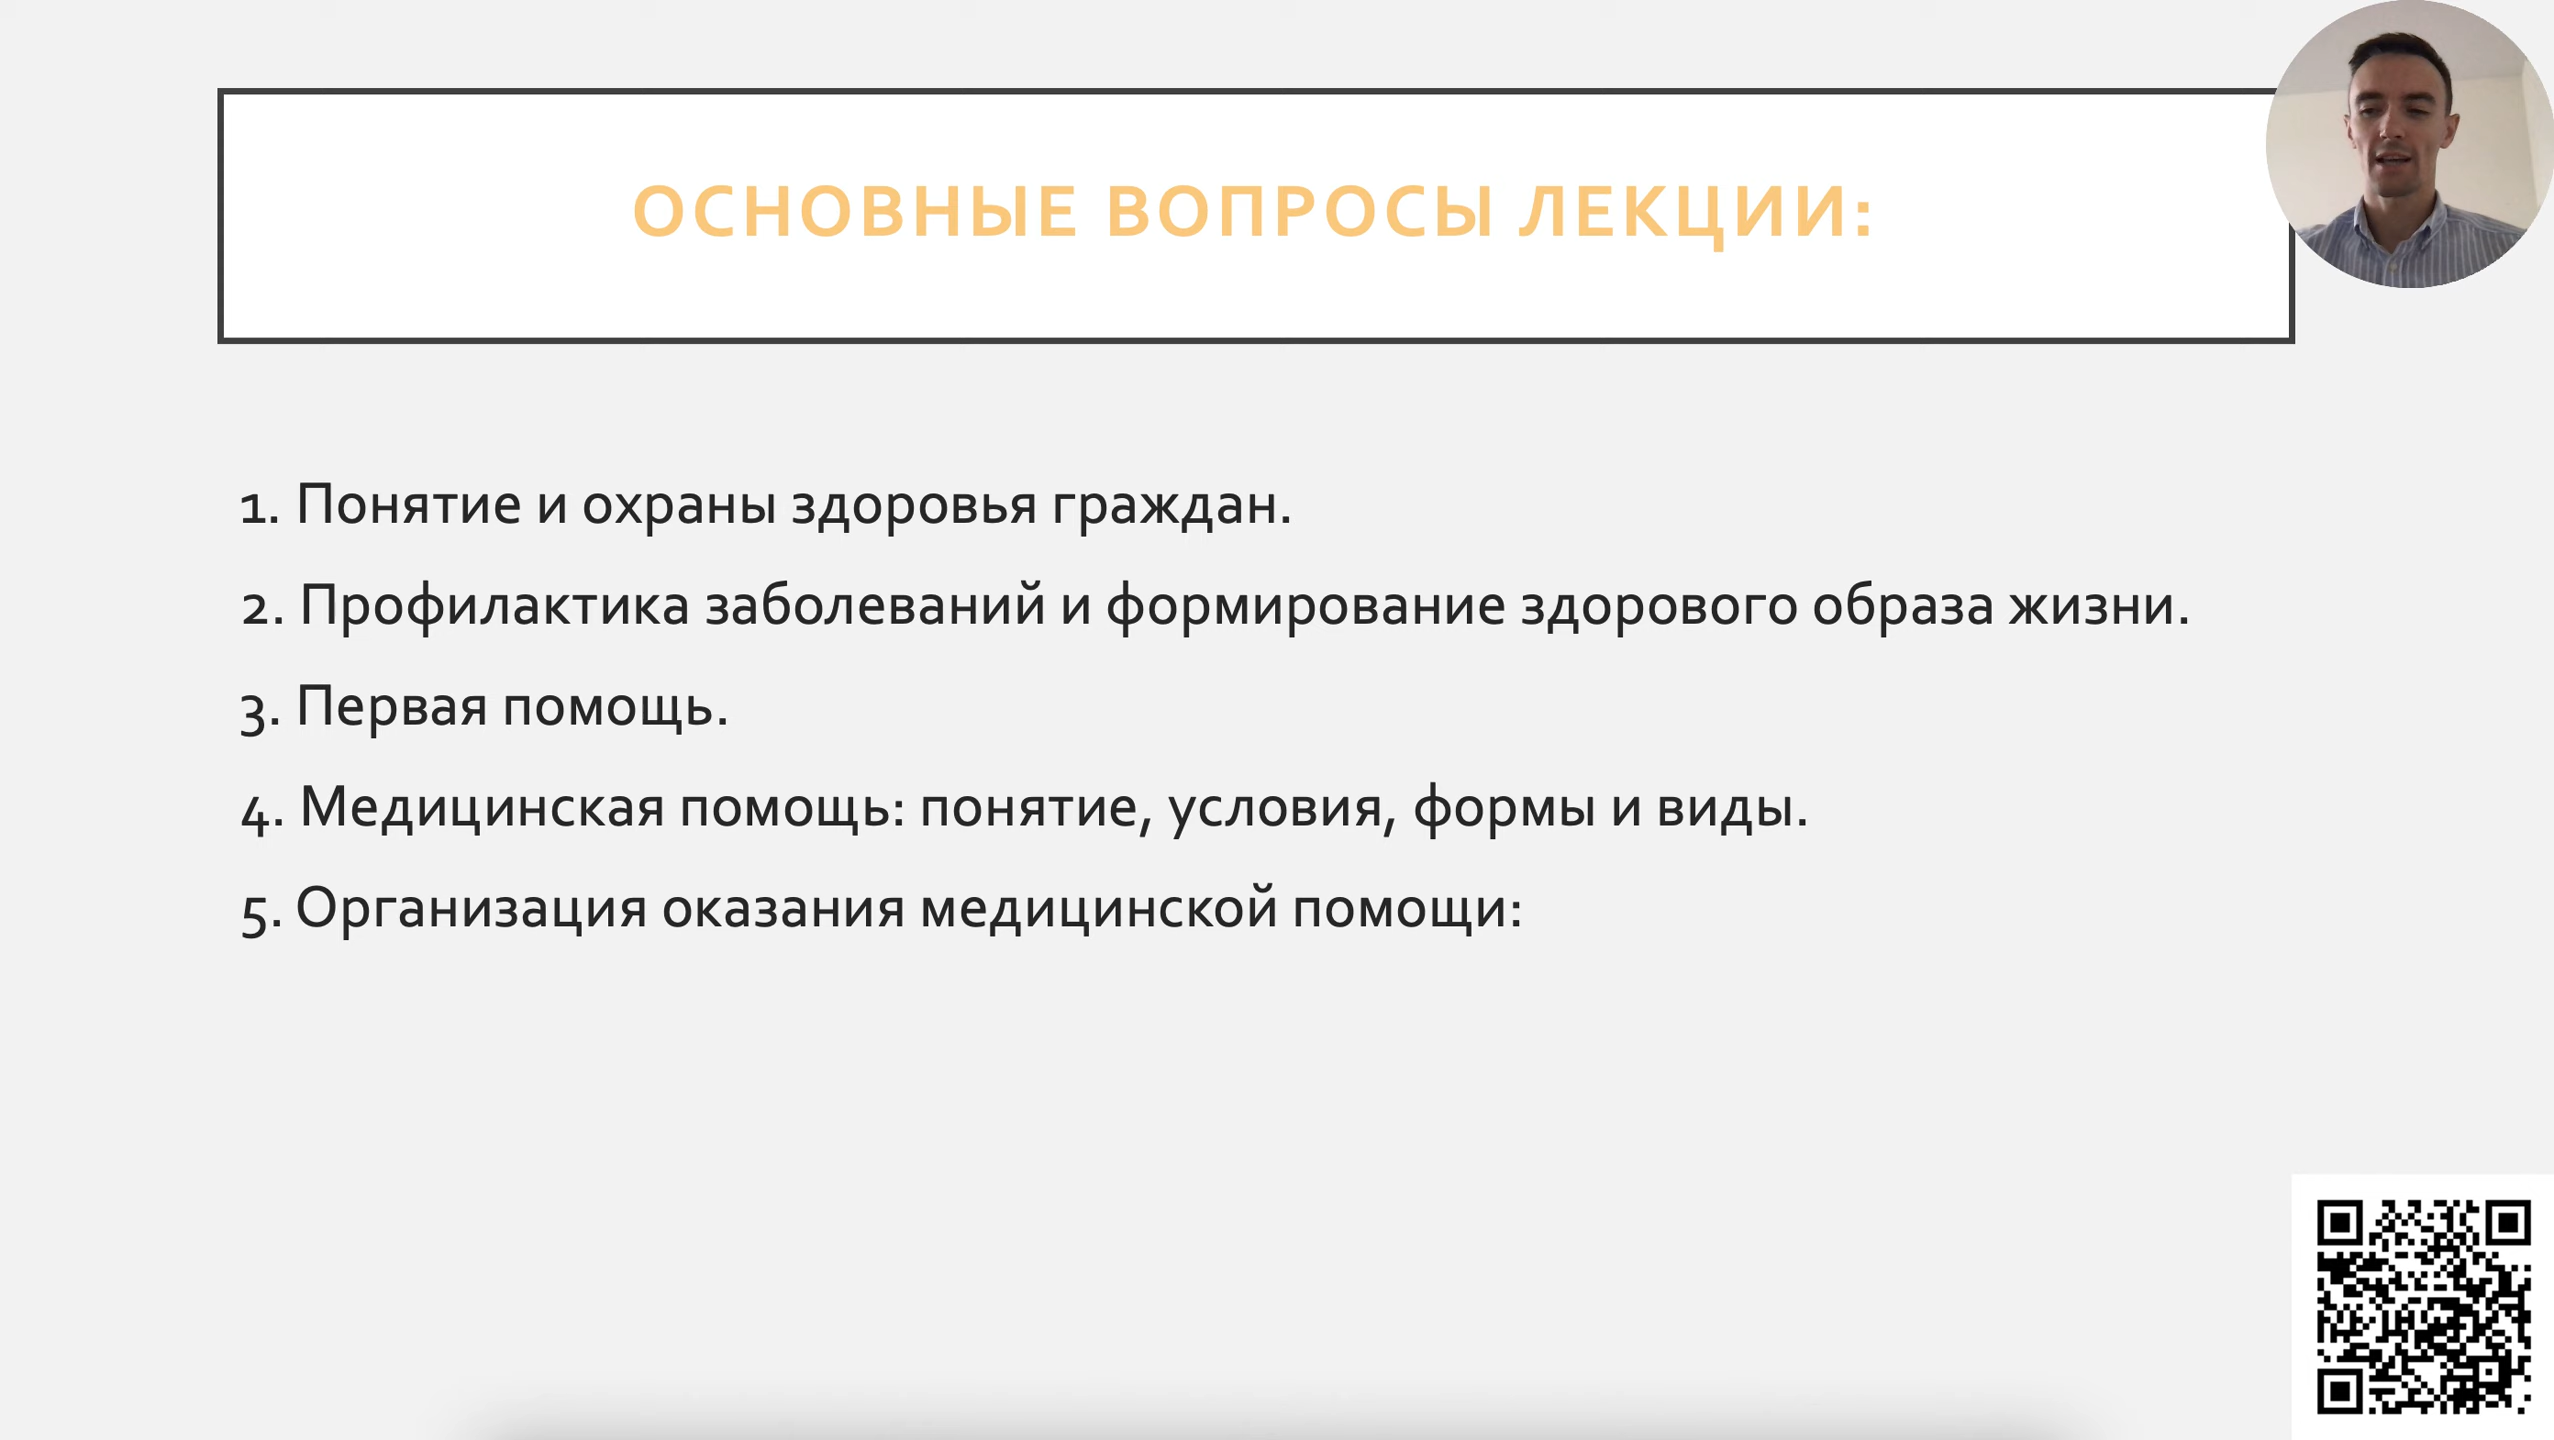 ОСНОВНЫЕ ВОПРОСЫ ЛЕКЦИИ:
1. Понятие и охраны здоровья граждан.
2. Профилактика заболеваний и формирование здорового образа жизни.
3. Первая помощь.
4. Медицинская помощь: понятие, условия, формы и виды.
5. Организация оказания медицинской помощи: